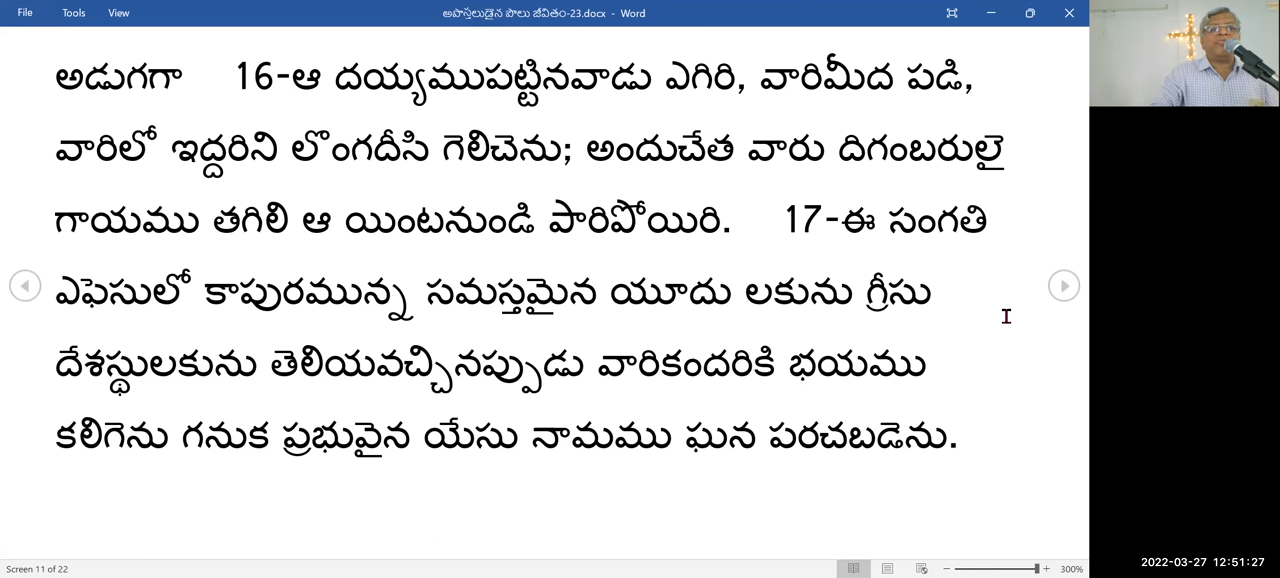 File Tools View అపొస్తలుడైన పౌలు జీవితం-23.docx - Word
అడుగగా 16-ఆ దయ్యముపట్టినవాడు ఎగిరి, వారిమీద పడి,
వారిలో ఇద్దరిని లొంగదీసి గెలిచెను; అందుచేత వారు దిగంబరులై
గాయము తగిలి ఆ యింటనుండి పారిపోయిరి. 17-ఈ సంగతి
ఎఫెసులో కాపురమున్న సమస్తమైన యూదు లకును గ్రీసు
దేశస్థులకును తెలియవచ్చినప్పుడు వారికందరికి భయము
కలిగెను గనుక ప్రభువైన యేసు నామము ఘన పరచబడెను.
Screen 11 of 22 300%
2022-03-27 12:51:27